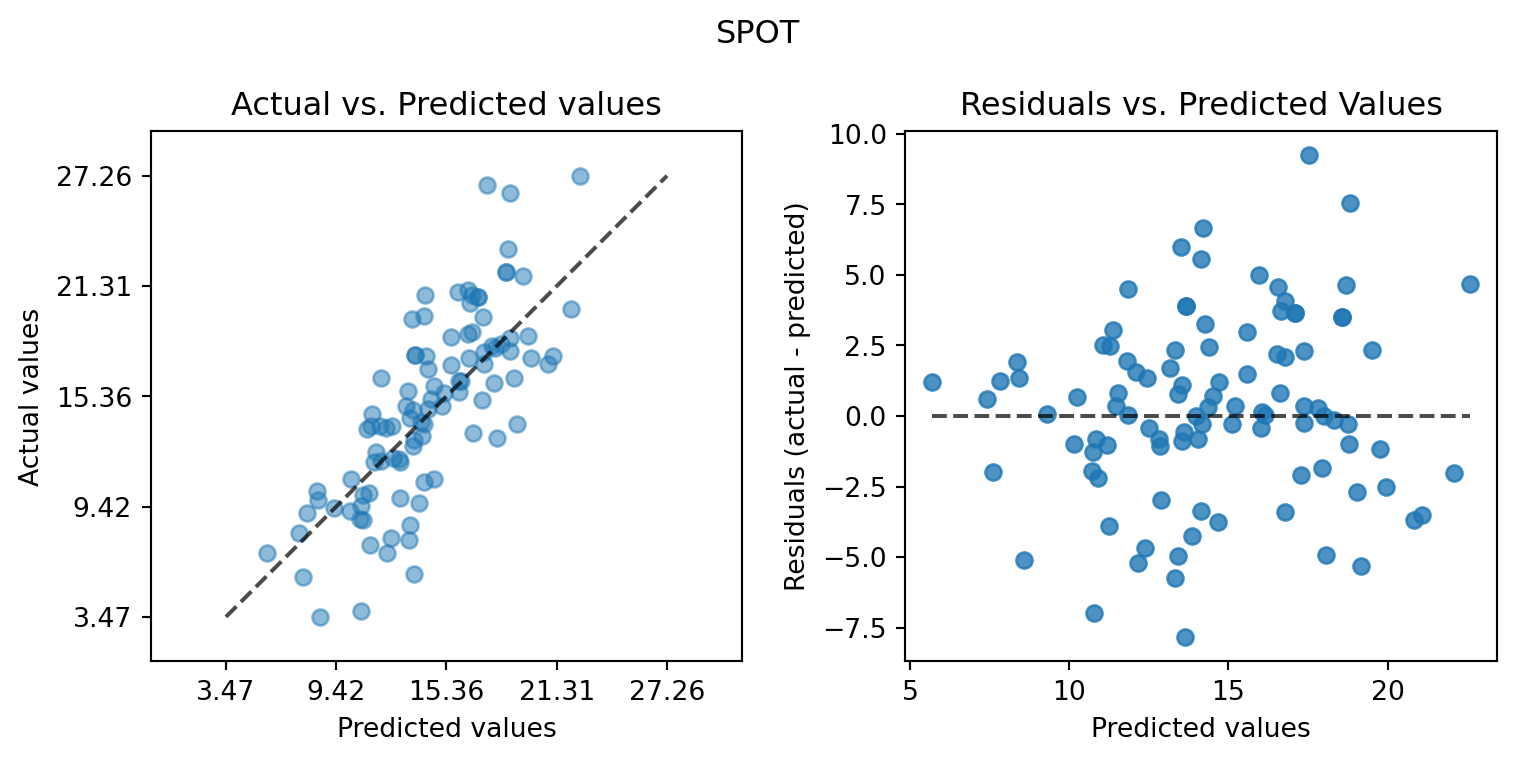 SPOT
Actual vs. Predicted values
Actual values
27.26
21.31
15.36
9.42
3.47
3.47 9.42 15.36 21.31 27.26
Predicted values
Residuals vs. Predicted Values
Residuals (actual - predicted)
10.0
7.5
5.0
2.5
0.0
−2.5
−5.0
−7.5
5 10 15 20
Predicted values